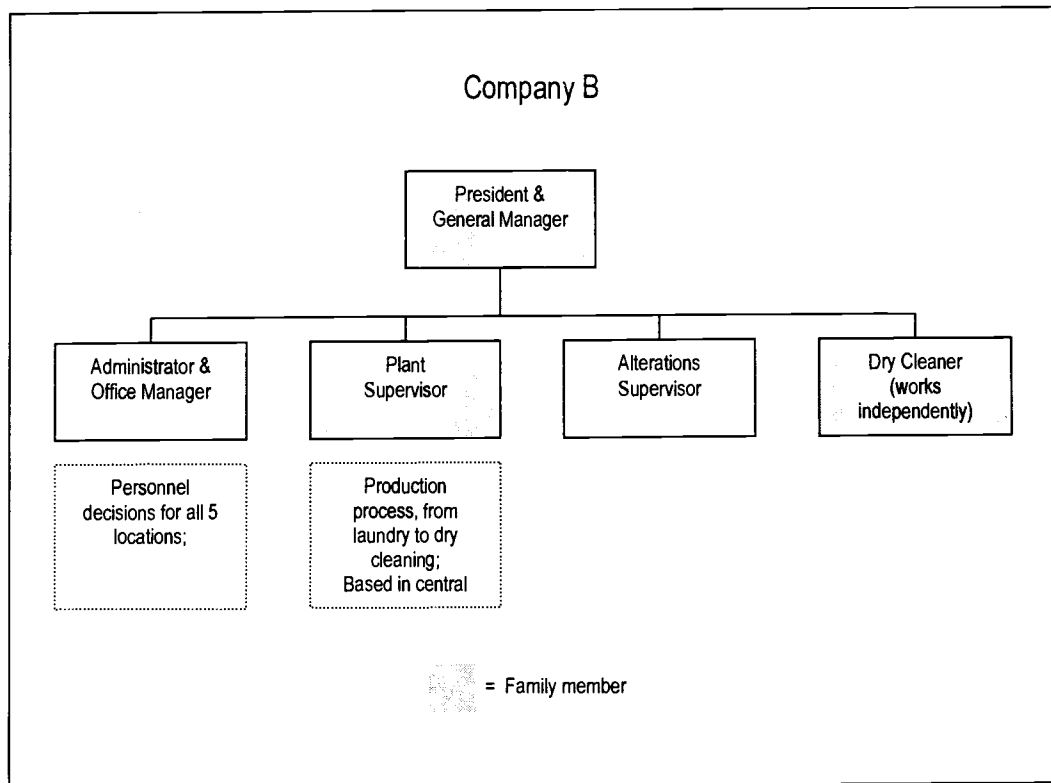 Company B
President &
General Manager
Administrator &
Office Manager
Plant
Supervisor
Alterations
Supervisor
Dry Cleaner
(works
independently)
Personnel
decisions for all 5
locations;
Production
process, from
laundry to dry
cleaning;
Based in central
= Family member